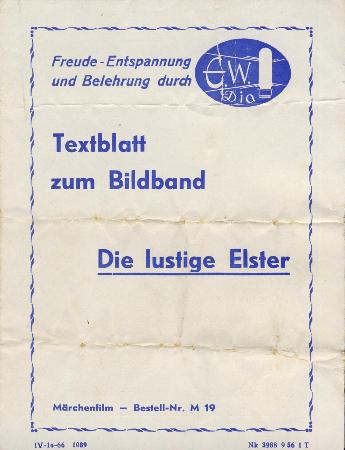 Freude - Entspannung
und Belehrung durch
G.W.
Dia
Textblatt
zum Bildband
Die lustige Elster
Märchenfilm — Bestell-Nr. M 19
IV-14-66 1089
Nk 3988 9 56 1 T